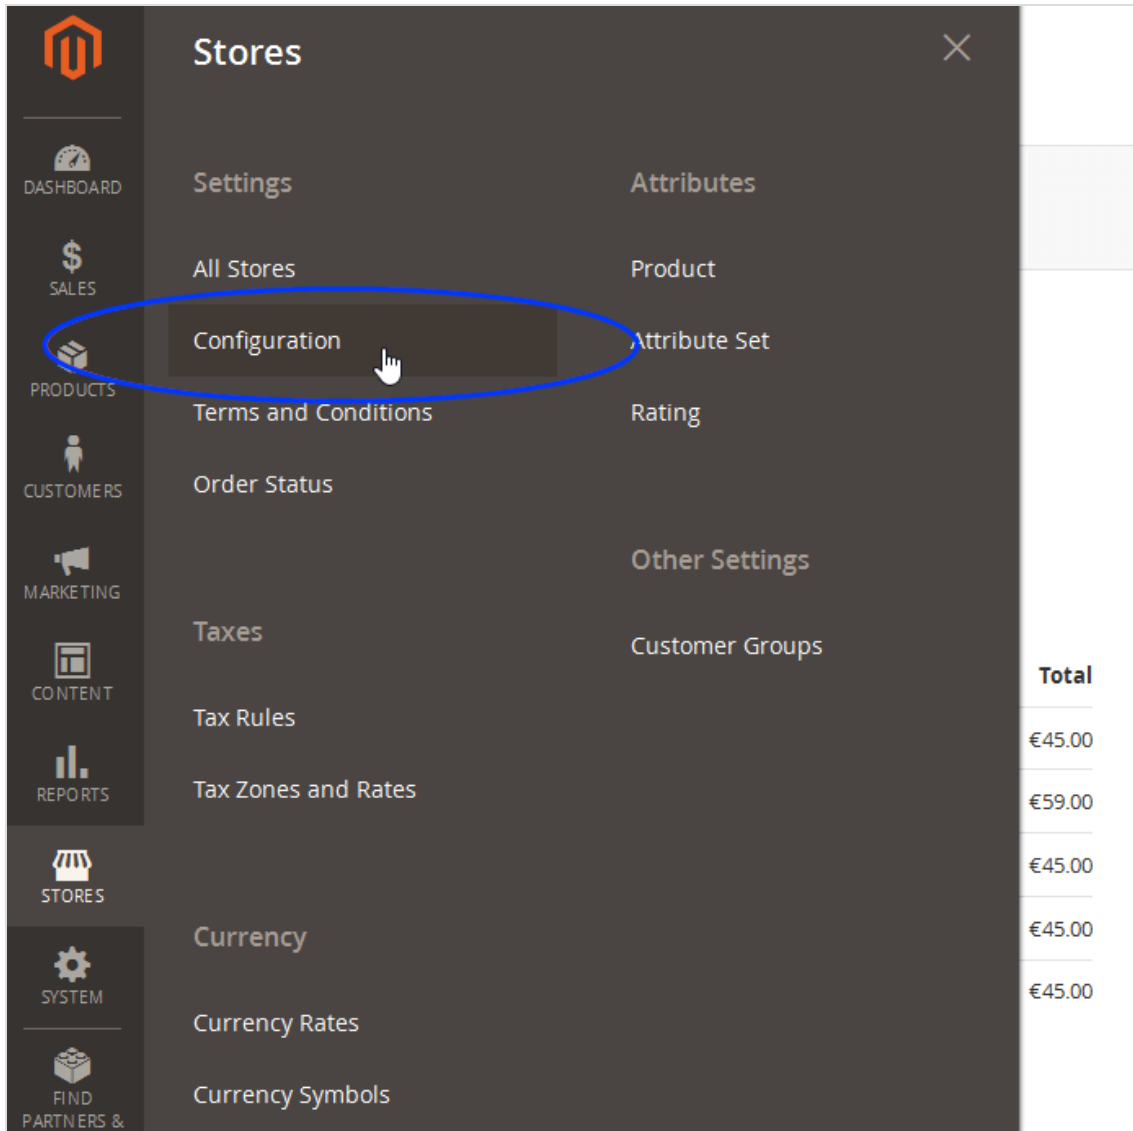 Stores
DASHBOARD
SALES
PRODUCTS
CUSTOMERS
MARKETING
CONTENT
REPORTS
STORES
SYSTEM
FIND
PARTNERS &
Settings
All Stores
Configuration
Terms and Conditions
Order Status
Taxes
Tax Rules
Tax Zones and Rates
Currency
Currency Rates
Currency Symbols
Attributes
Product
Attribute Set
Rating
Other Settings
Customer Groups
Total
€45.00
€59.00
€45.00
€45.00
€45.00